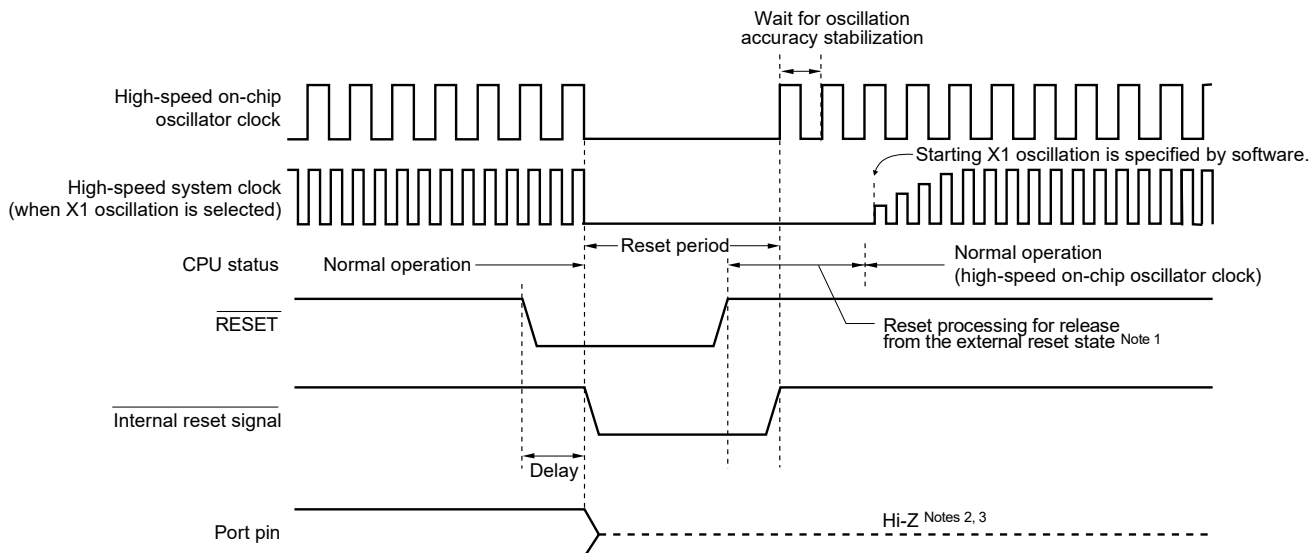 Wait for oscillation
accuracy stabilization
High-speed on-chip
oscillator clock
Starting X1 oscillation is specified by software.
High-speed system clock
(when X1 oscillation is selected)
Reset period
CPU status
Normal operation
Normal operation
(high-speed on-chip oscillator clock)
RESET
Reset processing for release
from the external reset state Note 1
Internal reset signal
Delay
Port pin
Hi-Z Notes 2, 3